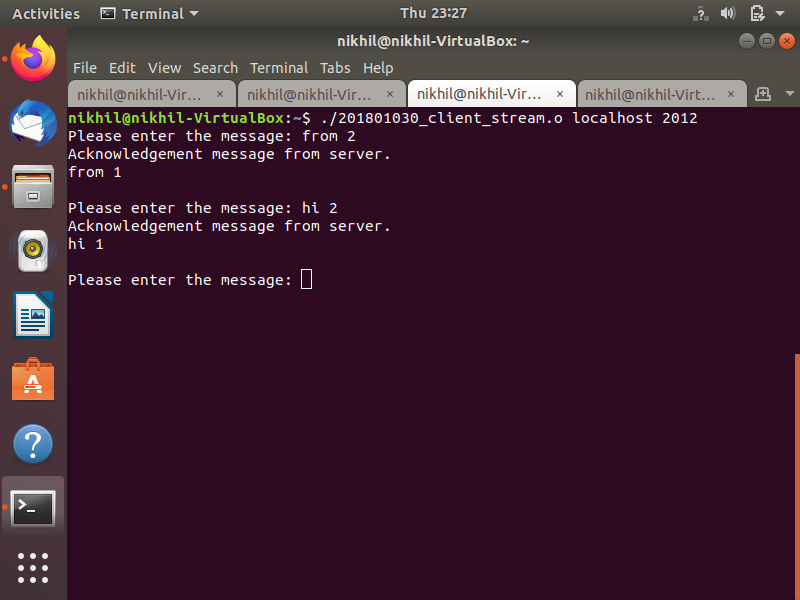 Activities Terminal Thu 23:27
nikhil@nikhil-VirtualBox: ~
File Edit View Search Terminal Tabs Help
nikhil@nikhil-Vir… × nikhil@nikhil-Vir… × nikhil@nikhil-Vir… × nikhil@nikhil-Virt… ×
nikhil@nikhil-VirtualBox:~$ ./201801030_client_stream.o localhost 2012
Please enter the message: from 2
Acknowledgement message from server.
from 1
Please enter the message: hi 2
Acknowledgement message from server.
hi 1
Please enter the message: